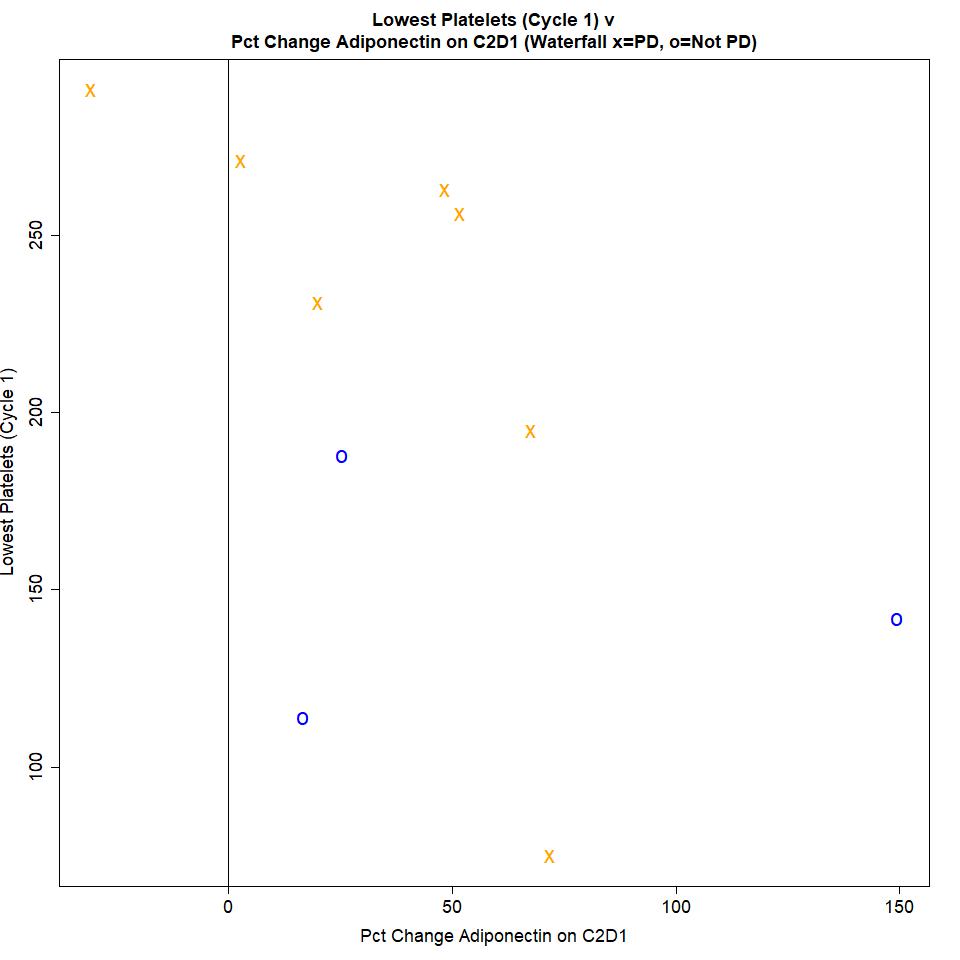 Lowest Platelets (Cycle 1) v
Pct Change Adiponectin on C2D1 (Waterfall x=PD, o=Not PD)
Lowest Platelets (Cycle 1)
250
200
150
100
X
X
X
X
X
X
O
O
O
X
0
50
100
150
Pct Change Adiponectin on C2D1